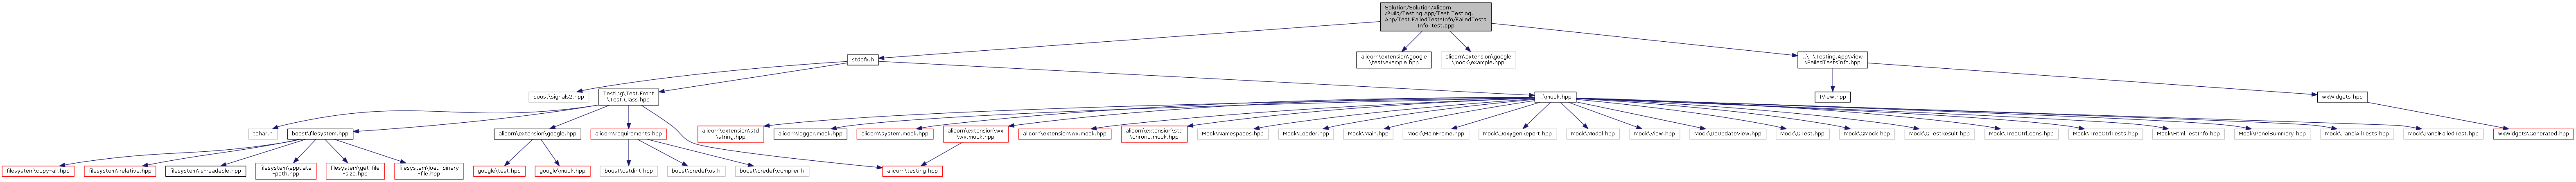 Solution/Solution/Alicorn
/Build/Testing.App/Test.Testing.
App/Test.FailedTestsInfo/FailedTests
Info_test.cpp
stdafx.h
alicorn\extension\google
\test\example.hpp
alicorn\extension\google
\mock\example.hpp
..\..\Testing.App\View
\FailedTestsInfo.hpp
boost\signals2.hpp
Testing\Test.Front
\Test.Class.hpp
..\mock.hpp
IView.hpp
wxWidgets.hpp
tchar.h
boost\filesystem.hpp
alicorn\extension\google.hpp
alicorn\requirements.hpp
alicorn\extension\std
\string.hpp
alicorn\logger.mock.hpp
alicorn\system.mock.hpp
alicorn\extension\wx
\wx.mock.hpp
alicorn\extension\wx.mock.hpp
alicorn\extension\std
\chrono.mock.hpp
Mock\Namespaces.hpp
Mock\Loader.hpp
Mock\Main.hpp
Mock\MainFrame.hpp
Mock\DoxygenReport.hpp
Mock\Model.hpp
Mock\View.hpp
Mock\DoUpdateView.hpp
Mock\GTest.hpp
Mock\GMock.hpp
Mock\GTestResult.hpp
Mock\TreeCtrlIcons.hpp
Mock\TreeCtrlTests.hpp
Mock\HtmlTestInfo.hpp
Mock\PanelSummary.hpp
Mock\PanelAllTests.hpp
Mock\PanelFailedTest.hpp
wxWidgets\Generated.hpp
filesystem\copy-all.hpp
filesystem\relative.hpp
filesystem\is-readable.hpp
filesystem\appdata
-path.hpp
filesystem\get-file
-size.hpp
filesystem\load-binary
-file.hpp
google\test.hpp
google\mock.hpp
boost\cstdint.hpp
boost\predef\os.h
boost\predef\compiler.h
alicorn\testing.hpp